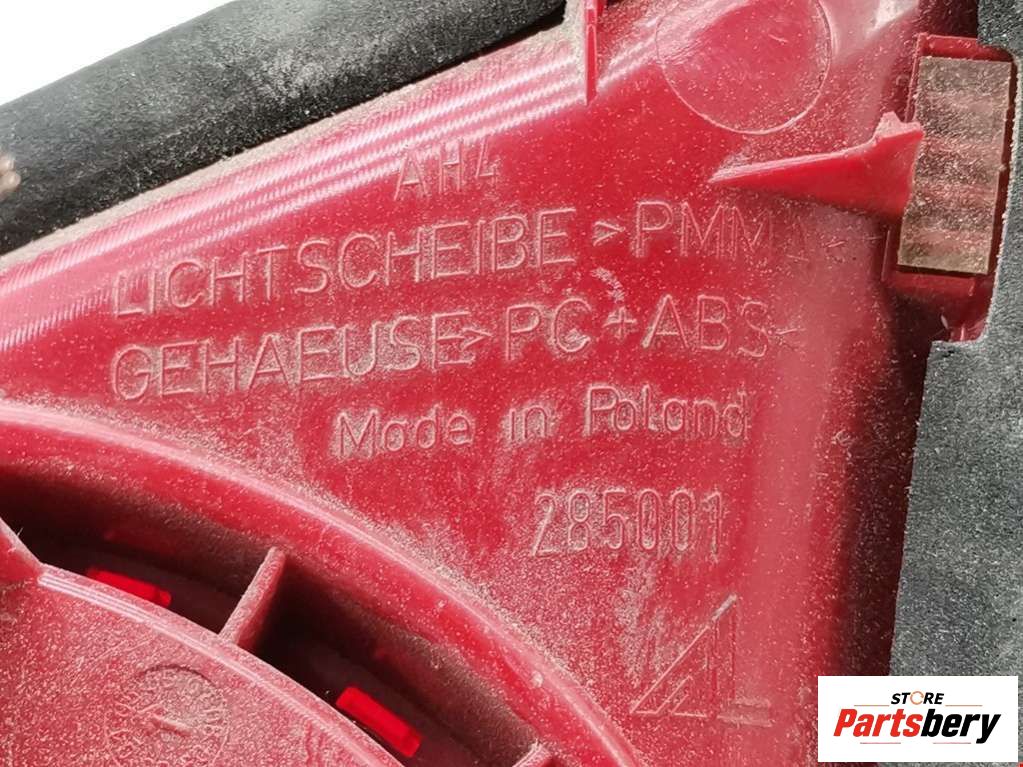 AH4
LICHTSCHEIBE >PMMA<
GEHAEUSE >PC+ABS<
Made in Poland
285001
STORE
Partsbery